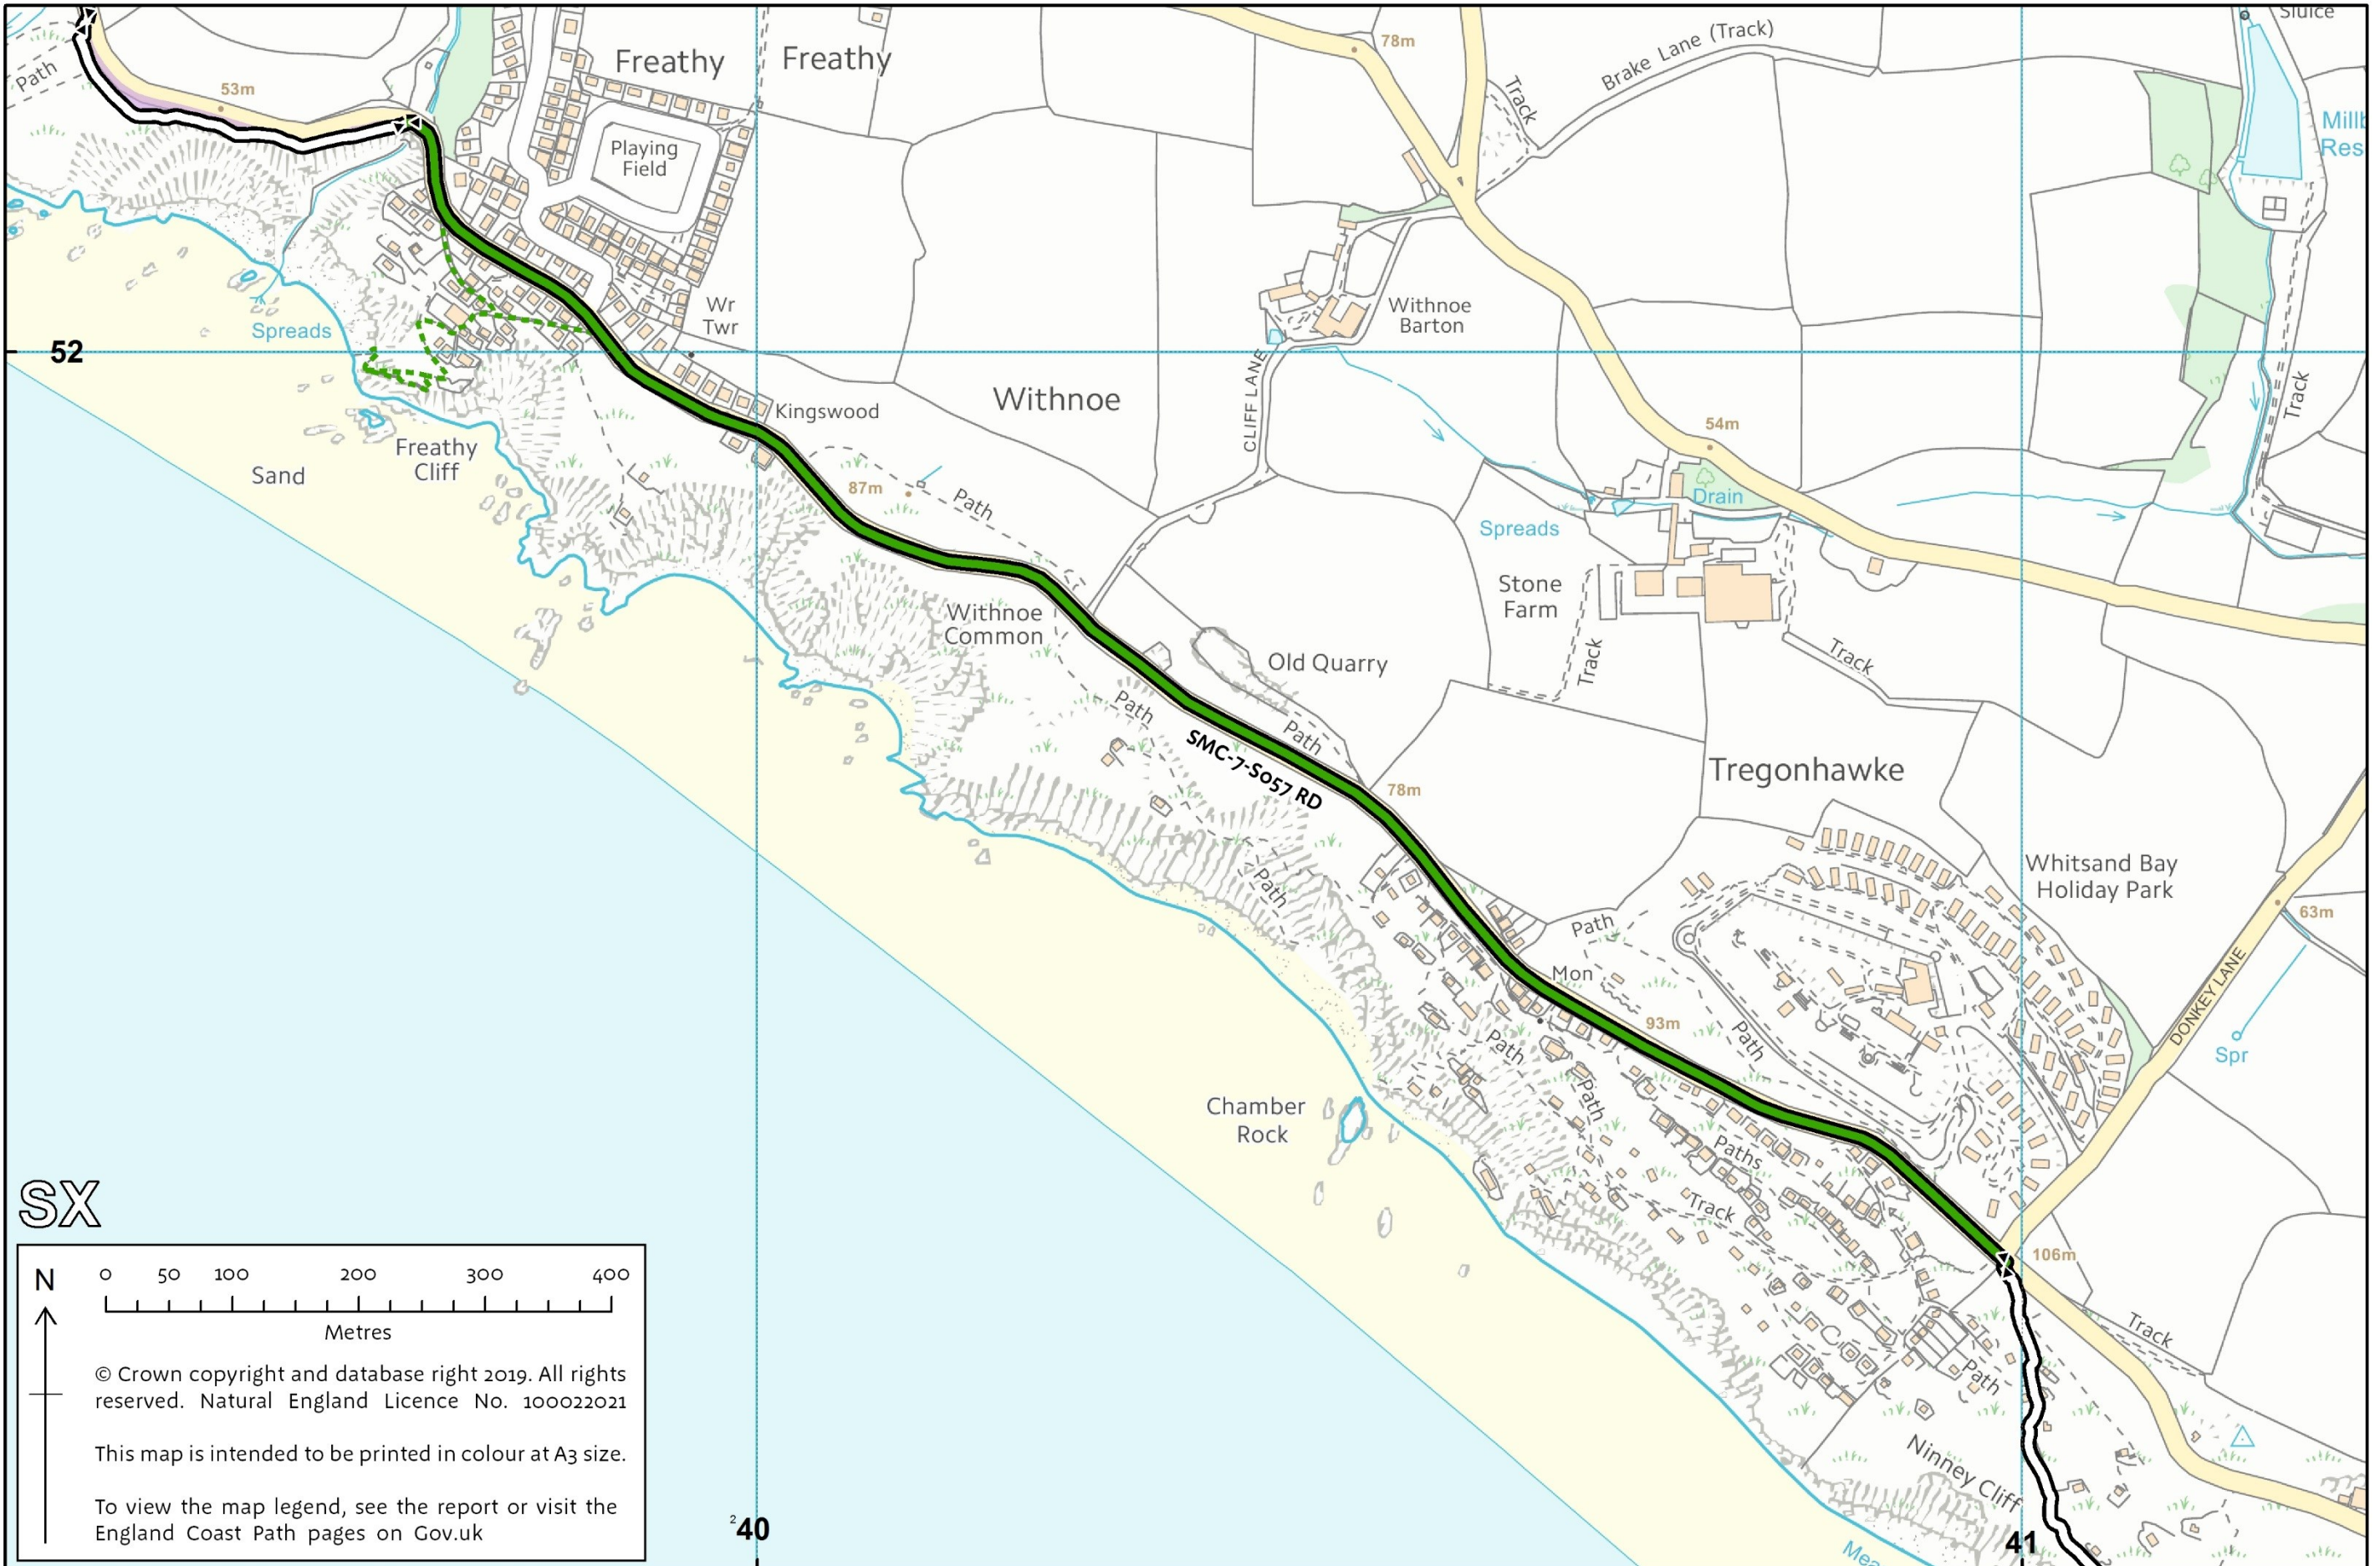 Sluice
78m
Brake Lane (Track)
Freathy
Freathy
Path
53m
Track
Playing
Field
Wr
Twr
Withnoe
Barton
Spreads
52
CLIFF LANE
Track
Withnoe
Kingswood
54m
Freathy
Cliff
Sand
87m
Path
Drain
Spreads
Stone
Farm
Withnoe
Common
Track
Track
Old Quarry
Path
Path
SMC-7-S057 RD
78m
Tregonhawke
Whitsand Bay
Holiday Park
Path
63m
Path
Mon
93m
Path
DONKEY LANE
Spr
Path
Path
Chamber
Rock
Paths
Track
106m
SX
Track
Path
Ninney Cliff
N
0 50 100 200 300 400
Metres
© Crown copyright and database right 2019. All rights
reserved. Natural England Licence No. 100022021
This map is intended to be printed in colour at A3 size.
To view the map legend, see the report or visit the
England Coast Path pages on Gov.uk
²40
41